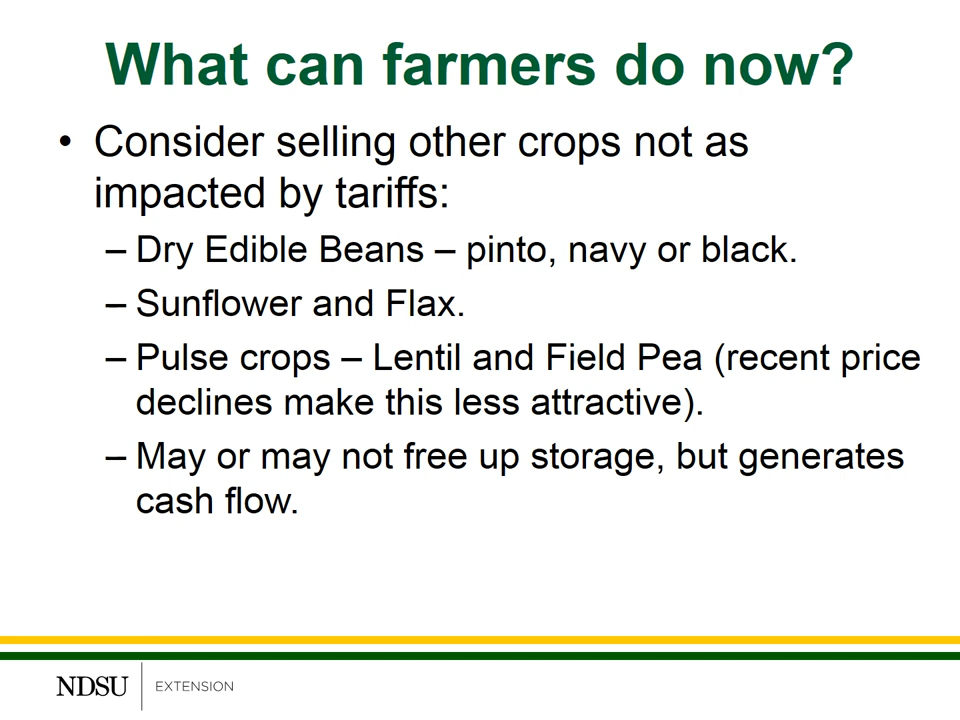 What can farmers do now?
• Consider selling other crops not as
impacted by tariffs:
– Dry Edible Beans – pinto, navy or black.
– Sunflower and Flax.
– Pulse crops – Lentil and Field Pea (recent price
declines make this less attractive).
– May or may not free up storage, but generates
cash flow.
NDSU EXTENSION